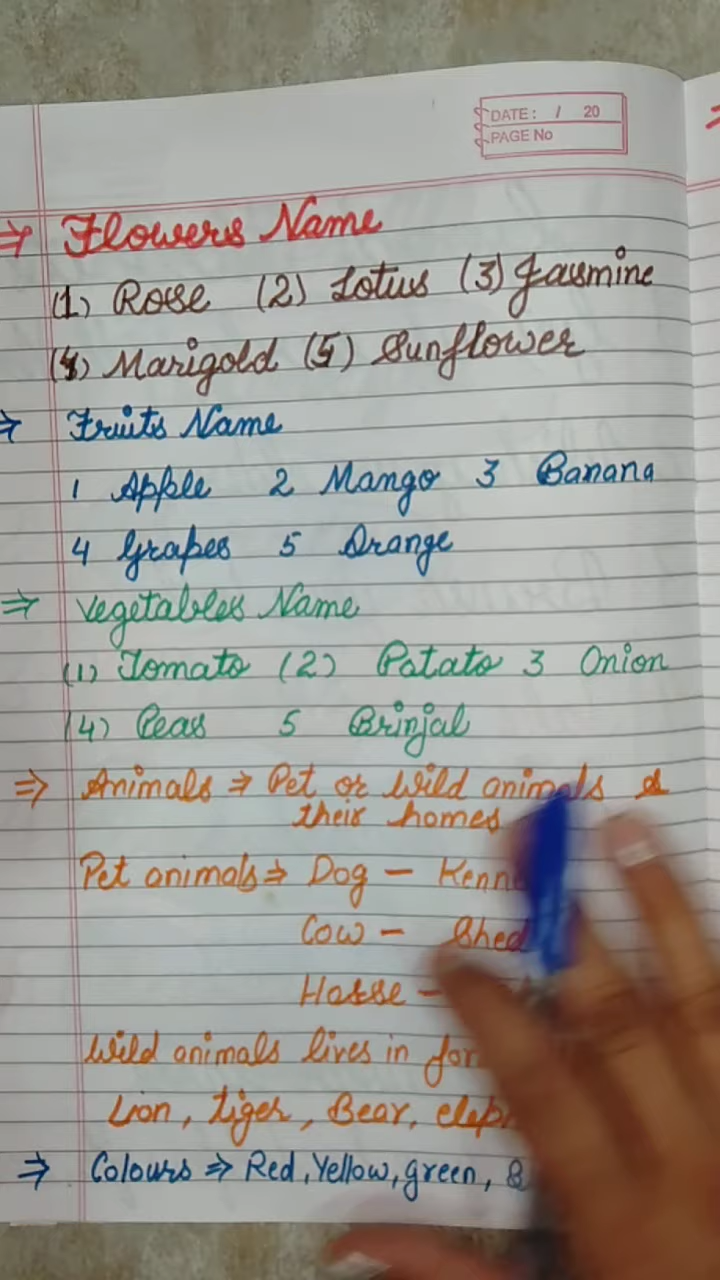 DATE: / 20
PAGE No
⇒ Flowers Name
(1) Rose (2) Lotus (3) Jasmine
(4) Marigold (5) Sunflower
⇒ Fruits Name
1 Apple 2 Mango 3 Banana
4 Grapes 5 Orange
⇒ Vegetables Name
(1) Tomato (2) Potato 3 Onion
(4) Peas 5 Brinjal
⇒ Animals ⇒ Pet or Wild animals &
their homes
Pet animals ⇒ Dog —
Cow — Shed
Horse —
Wild animals lives in
Lion, tiger, Bear,
⇒ Colours ⇒ Red, Yellow, green,